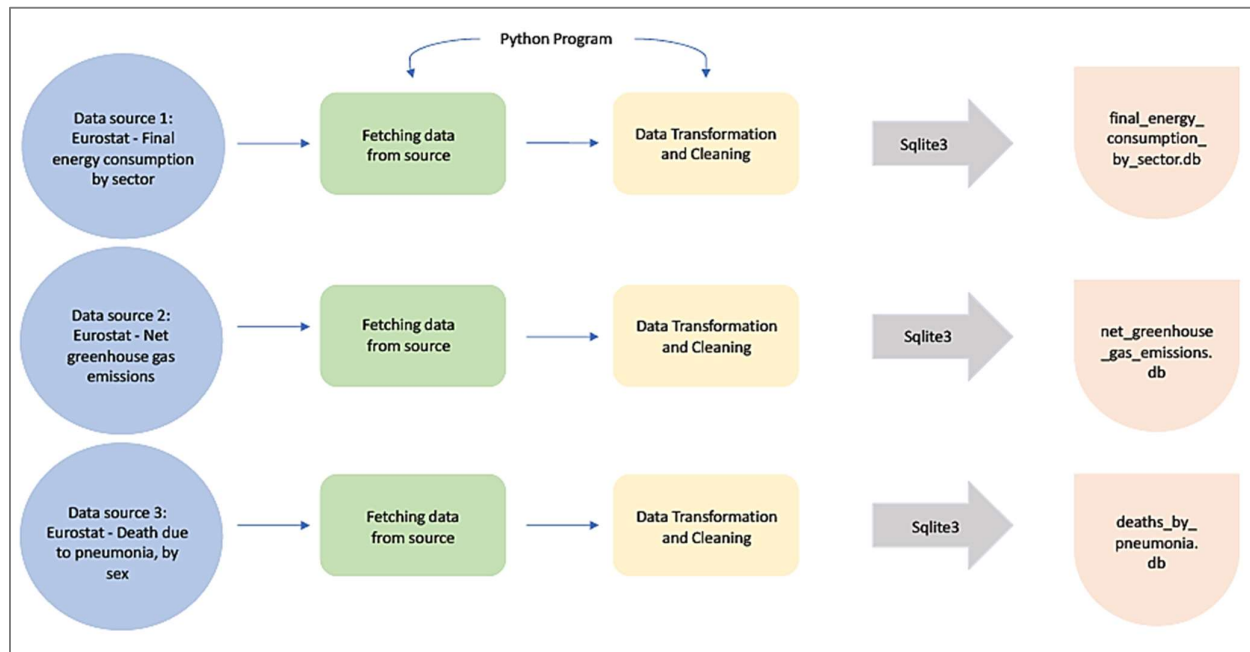 Python Program
Data source 1:
Eurostat - Final
energy consumption
by sector
Fetching data
from source
Data Transformation
and Cleaning
Sqlite3
final_energy_
consumption_
by_sector.db
Data source 2:
Eurostat - Net
greenhouse gas
emissions
Fetching data
from source
Data Transformation
and Cleaning
Sqlite3
net_greenhouse
_gas_emissions.
db
Data source 3:
Eurostat - Death due
to pneumonia, by
sex
Fetching data
from source
Data Transformation
and Cleaning
Sqlite3
deaths_by_
pneumonia.
db